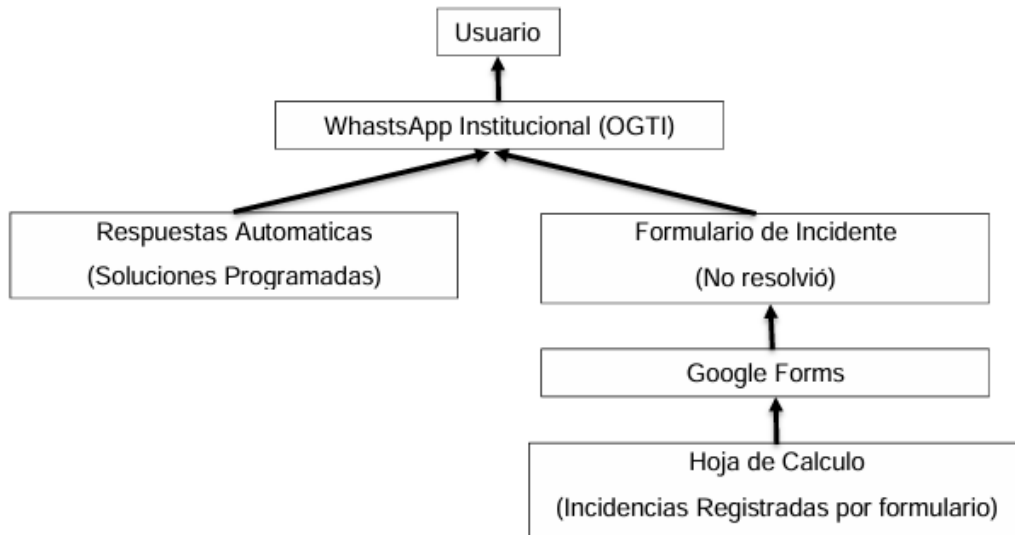 Usuario
WhastsApp Institucional (OGTI)
Respuestas Automaticas
(Soluciones Programadas)
Formulario de Incidente
(No resolvió)
Google Forms
Hoja de Calculo
(Incidencias Registradas por formulario)